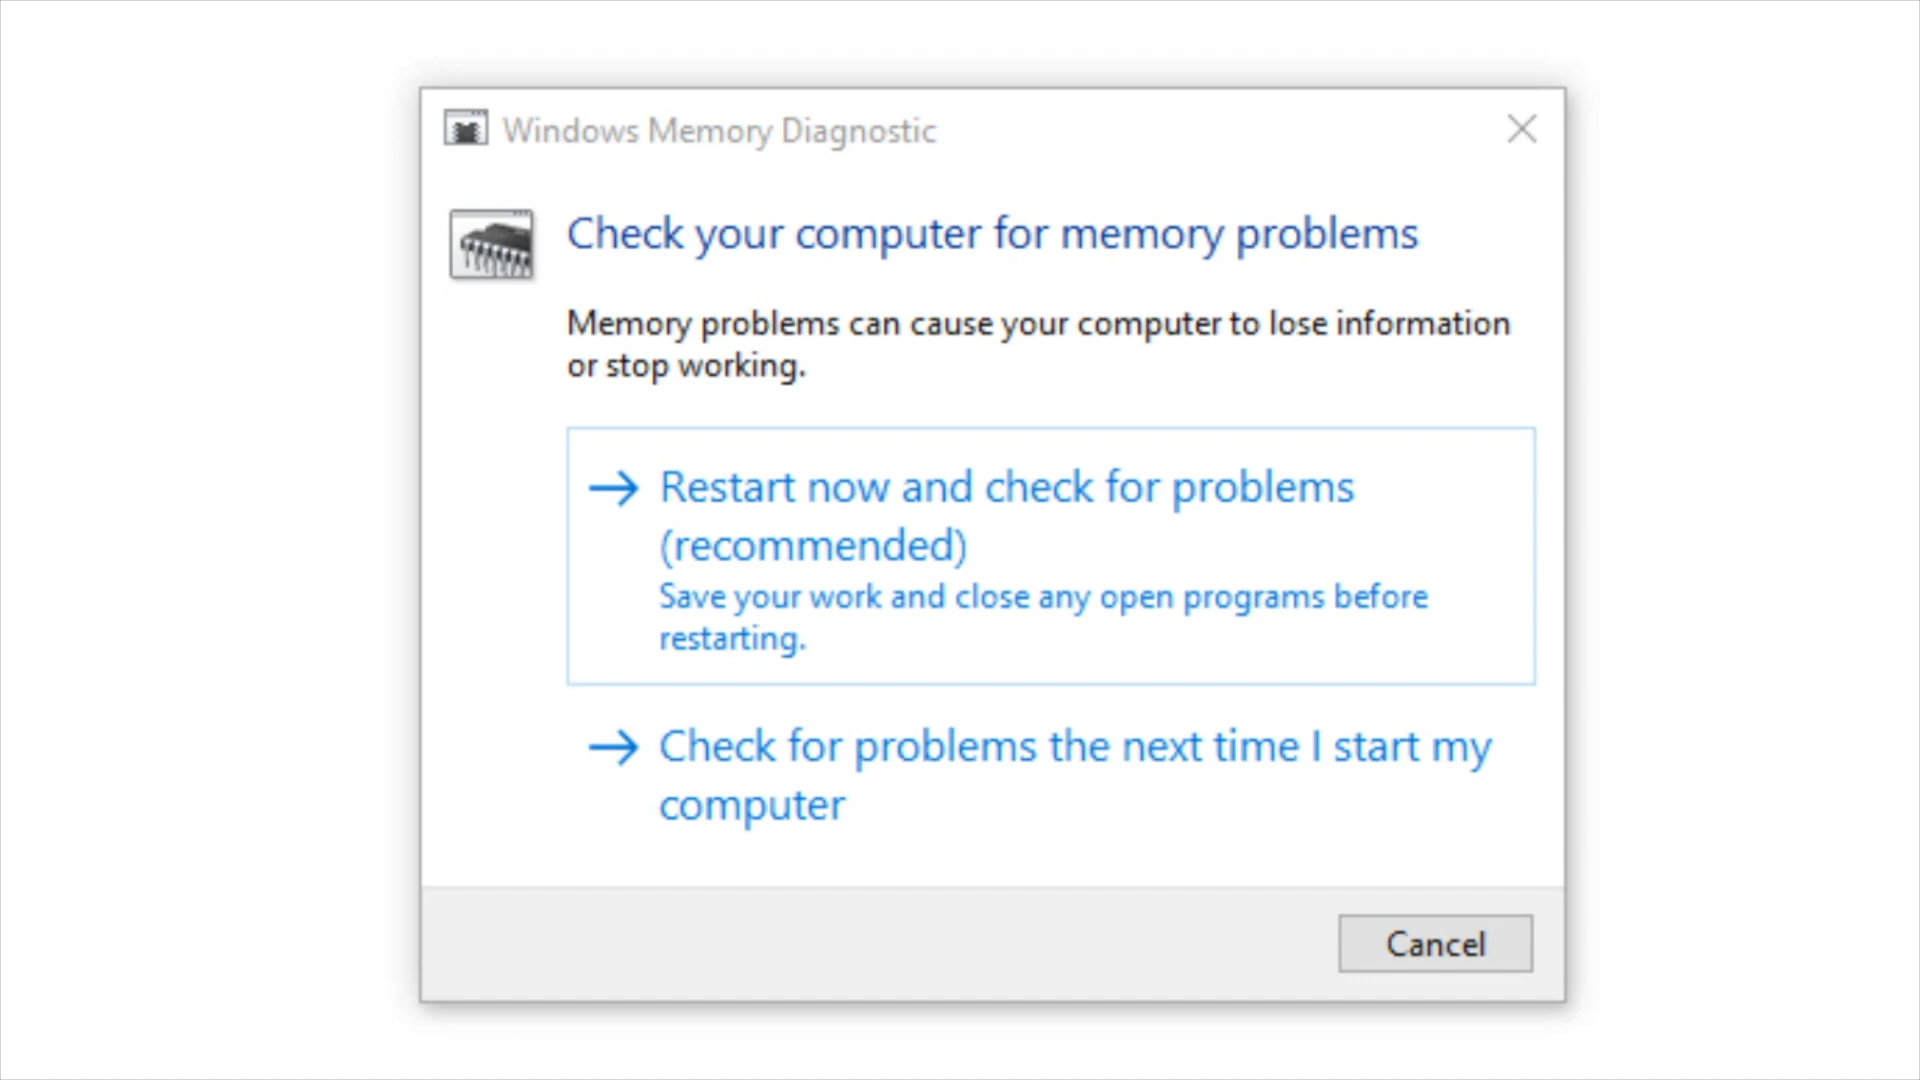 Windows Memory Diagnostic
Check your computer for memory problems
Memory problems can cause your computer to lose information
or stop working.
Restart now and check for problems
(recommended)
Save your work and close any open programs before
restarting.
Check for problems the next time I start my
computer
Cancel